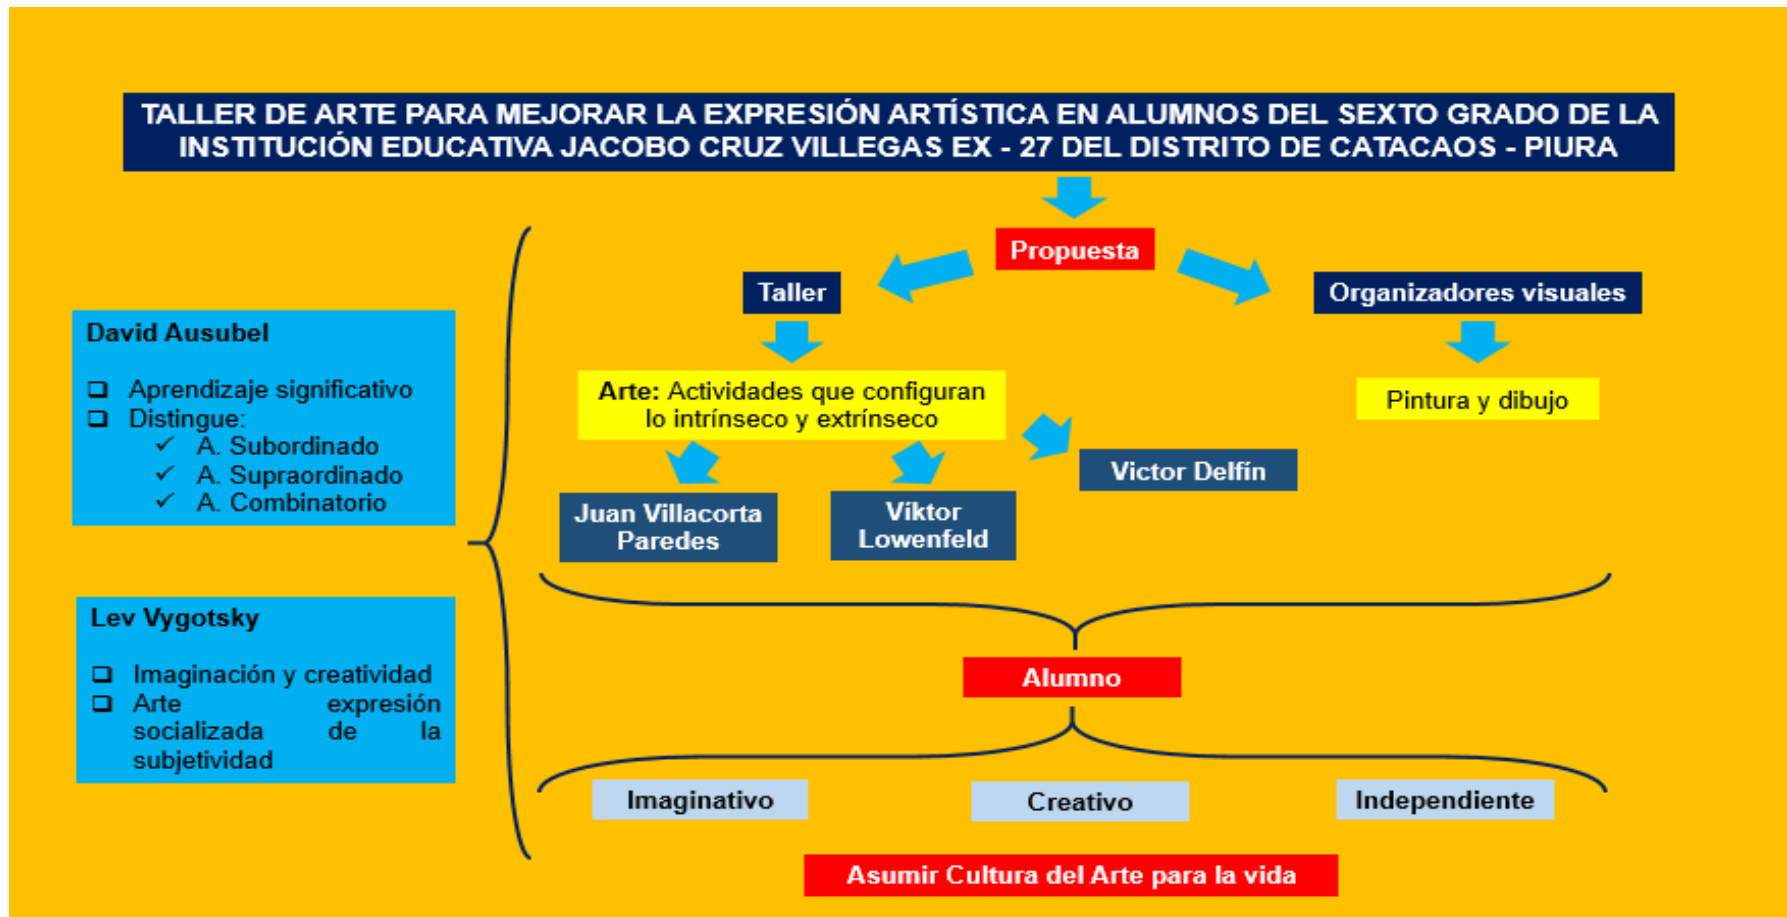 TALLER DE ARTE PARA MEJORAR LA EXPRESIÓN ARTÍSTICA EN ALUMNOS DEL SEXTO GRADO DE LA
INSTITUCIÓN EDUCATIVA JACOBO CRUZ VILLEGAS EX - 27 DEL DISTRITO DE CATACAOS - PIURA
Propuesta
Taller
Organizadores visuales
David Ausubel
Aprendizaje significativo
Distingue:
A. Subordinado
A. Supraordinado
A. Combinatorio
Arte: Actividades que configuran
lo intrínseco y extrínseco
Pintura y dibujo
Juan Villacorta
Paredes
Víktor
Lowenfeld
Victor Delfín
Lev Vygotsky
Imaginación y creatividad
Arte expresión
socializada de la
subjetividad
Alumno
Imaginativo
Creativo
Independiente
Asumir Cultura del Arte para la vida